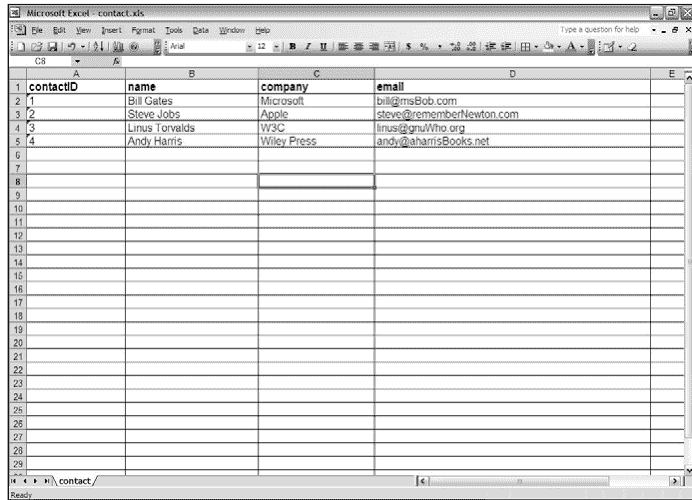 Microsoft Excel - contact.xls
File Edit View Insert Format Tools Data Window Help Type a question for help
Arial 12 B I U $ % ,
C8 fx
A B C D E
1 contactID name company email
2 1 Bill Gates Microsoft bill@msBob.com
3 2 Steve Jobs Apple steve@rememberNewton.com
4 3 Linus Torvalds W3C linus@gnuWho.org
5 4 Andy Harris Wiley Press andy@aharrisBooks.net
6
7
8
9
10
11
12
13
14
15
16
17
18
19
20
21
22
23
24
25
26
27
28
29
contact
Ready